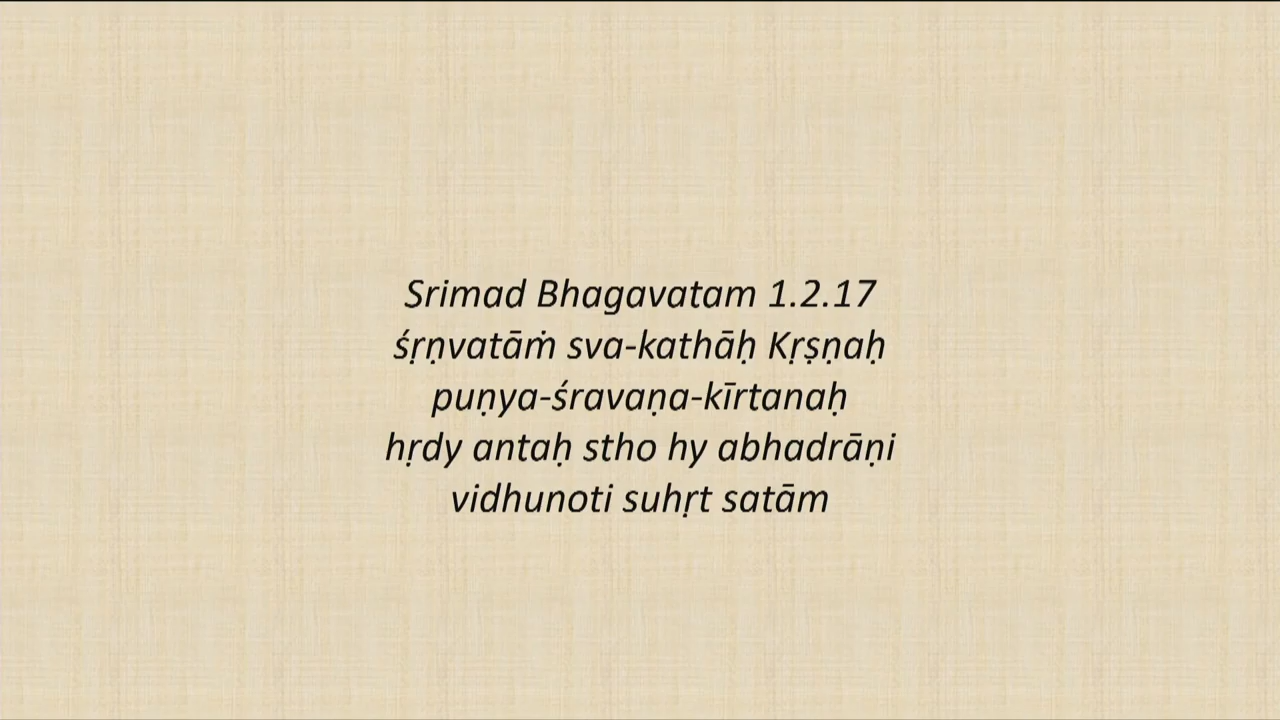 Srimad Bhagavatam 1.2.17
śṛṇvatāṁ sva-kathāḥ Kṛṣṇaḥ
puṇya-śravaṇa-kīrtanaḥ
hṛdy antaḥ stho hy abhadrāṇi
vidhunoti suhṛt satām